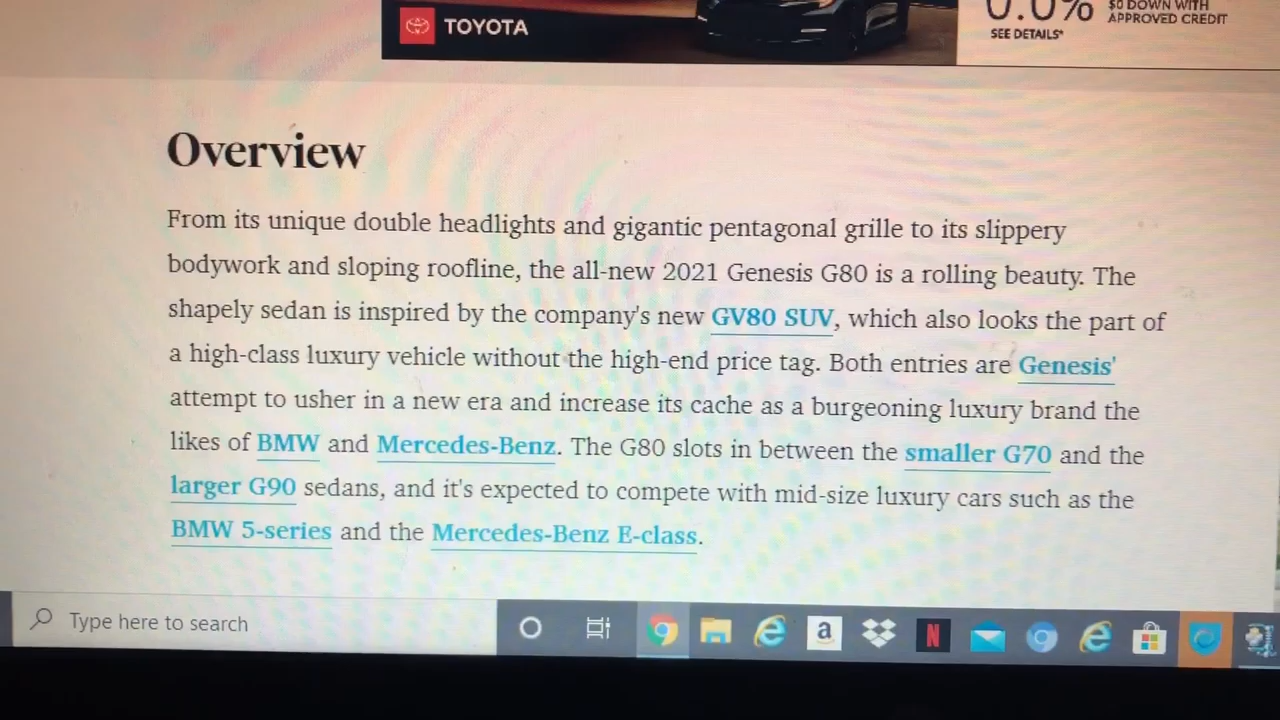 TOYOTA
0.0%
$0 DOWN WITH
APPROVED CREDIT
SEE DETAILS*
Overview
From its unique double headlights and gigantic pentagonal grille to its slippery
bodywork and sloping roofline, the all-new 2021 Genesis G80 is a rolling beauty. The
shapely sedan is inspired by the company's new GV80 SUV, which also looks the part of
a high-class luxury vehicle without the high-end price tag. Both entries are Genesis'
attempt to usher in a new era and increase its cache as a burgeoning luxury brand the
likes of BMW and Mercedes-Benz. The G80 slots in between the smaller G70 and the
larger G90 sedans, and it's expected to compete with mid-size luxury cars such as the
BMW 5-series and the Mercedes-Benz E-class.
Type here to search
a
N